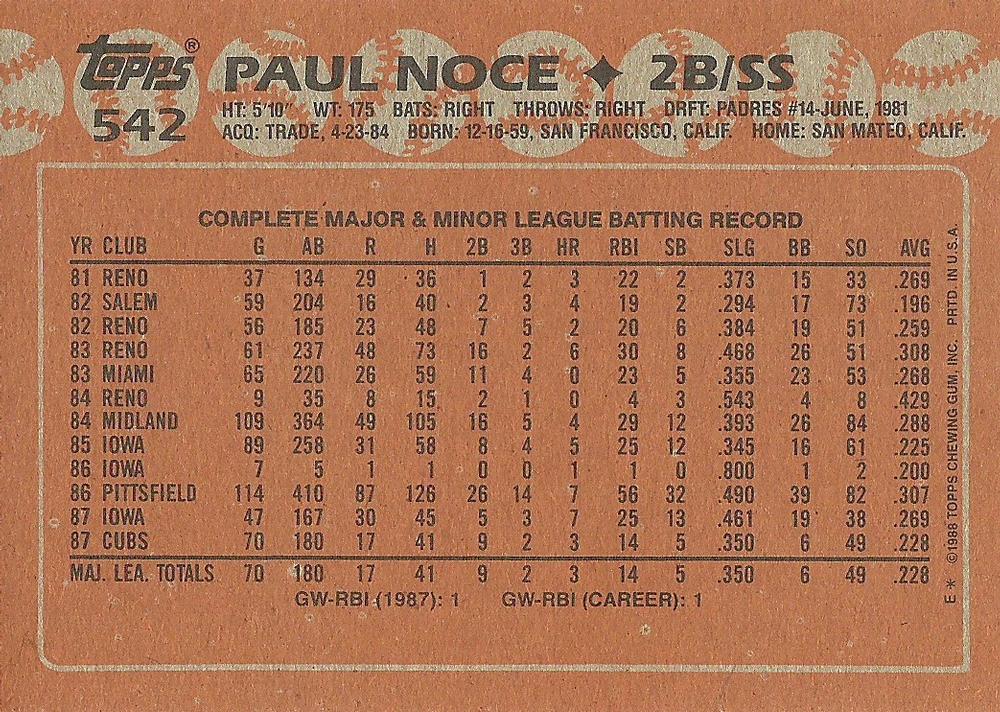 Topps® PAUL NOCE ✦ 2B/SS
542 HT: 5'10" WT: 175 BATS: RIGHT THROWS: RIGHT DRFT: PADRES #14-JUNE, 1981
ACQ: TRADE, 4-23-84 BORN: 12-16-59, SAN FRANCISCO, CALIF. HOME: SAN MATEO, CALIF.
COMPLETE MAJOR & MINOR LEAGUE BATTING RECORD
YR CLUB G AB R H 2B 3B HR RBI SB SLG BB SO AVG
81 RENO 37 134 29 36 1 2 3 22 2 .373 15 33 .269
82 SALEM 59 204 16 40 2 3 4 19 2 .294 17 73 .196
82 RENO 56 185 23 48 7 5 2 20 6 .384 19 51 .259
83 RENO 61 237 48 73 16 2 6 30 8 .468 26 51 .308
83 MIAMI 65 220 26 59 11 4 0 23 5 .355 23 53 .268
84 RENO 9 35 8 15 2 1 0 4 3 .543 4 8 .429
84 MIDLAND 109 364 49 105 16 5 4 29 12 .393 26 84 .288
85 IOWA 89 258 31 58 8 4 5 25 12 .345 16 61 .225
86 IOWA 7 5 1 1 0 0 1 1 0 .800 1 2 .200
86 PITTSFIELD 114 410 87 126 26 14 7 56 32 .490 39 82 .307
87 IOWA 47 167 30 45 5 3 7 25 13 .461 19 38 .269
87 CUBS 70 180 17 41 9 2 3 14 5 .350 6 49 .228
MAJ. LEA. TOTALS 70 180 17 41 9 2 3 14 5 .350 6 49 .228
GW-RBI (1987): 1 GW-RBI (CAREER): 1
E * ©1988 TOPPS CHEWING GUM, INC. PRTD. IN U.S.A.